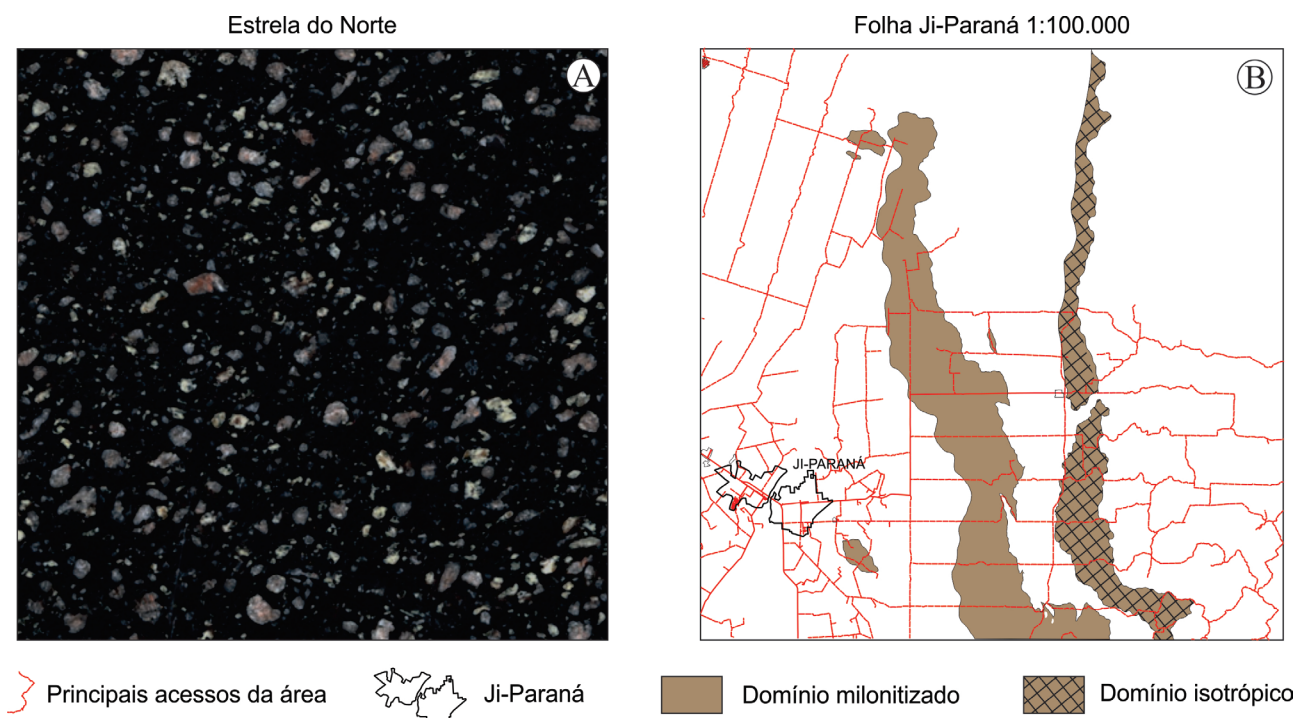 Estrela do Norte
Folha Ji-Paraná 1:100.000
A
B
JI-PARANÁ
Principais acessos da área
Ji-Paraná
Domínio milonitizado
Domínio isotrópico